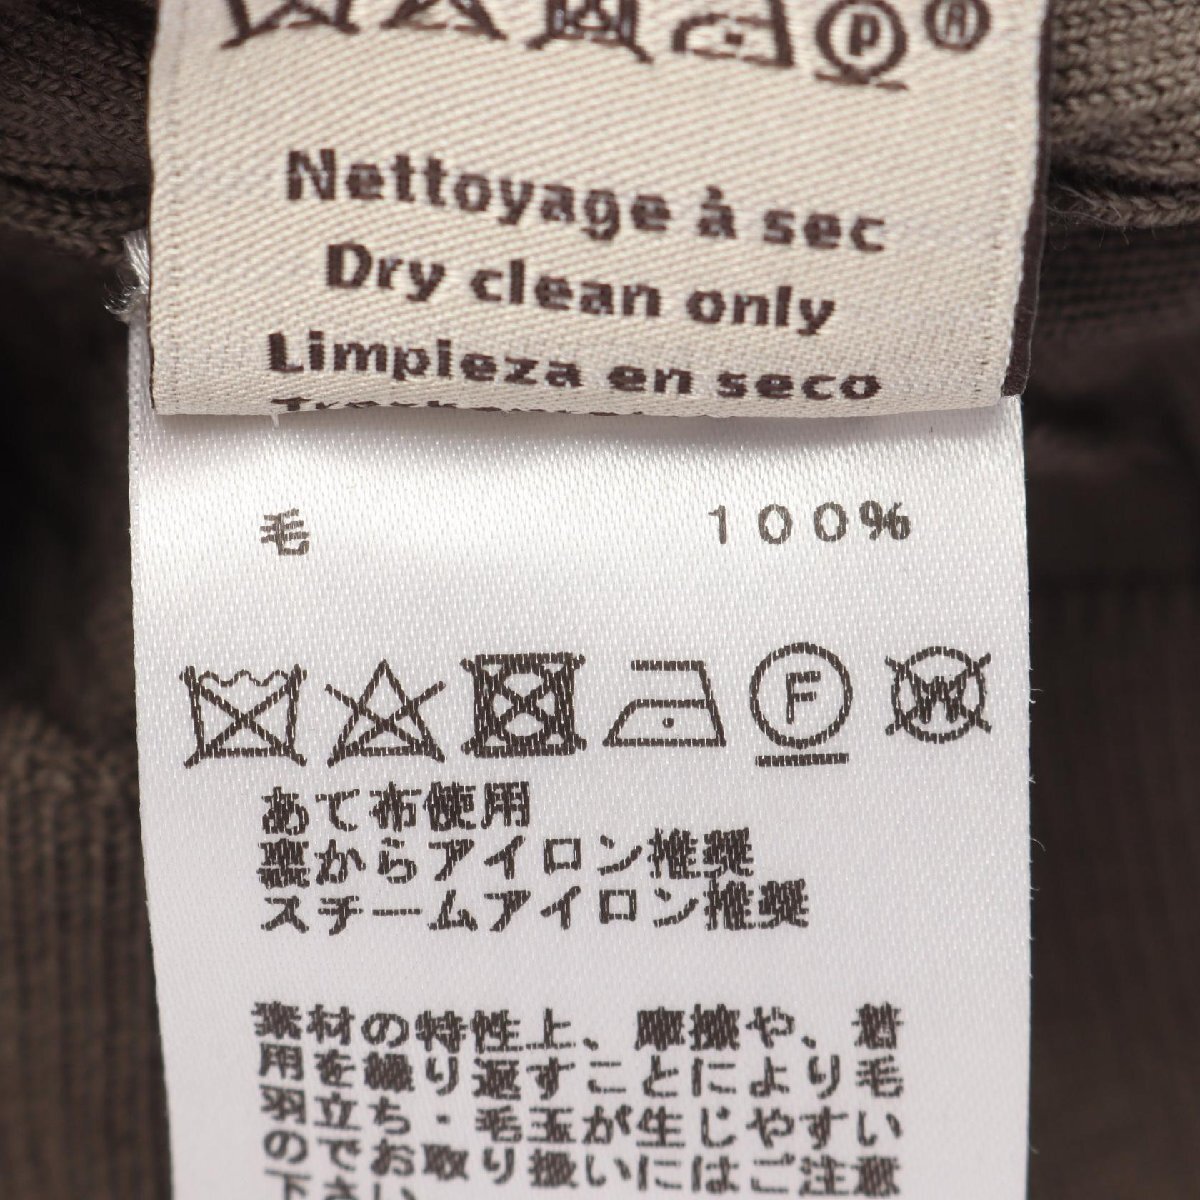 P A
Nettoyage à sec
Dry clean only
Limpieza en seco
毛 100%
F W
あて布使用
裏からアイロン推奨
スチームアイロン推奨
素材の特性上、摩擦や、着
用を繰り返すことにより毛
羽立ち・毛玉が生じやすい
のでお取り扱いにはご注意
下さい